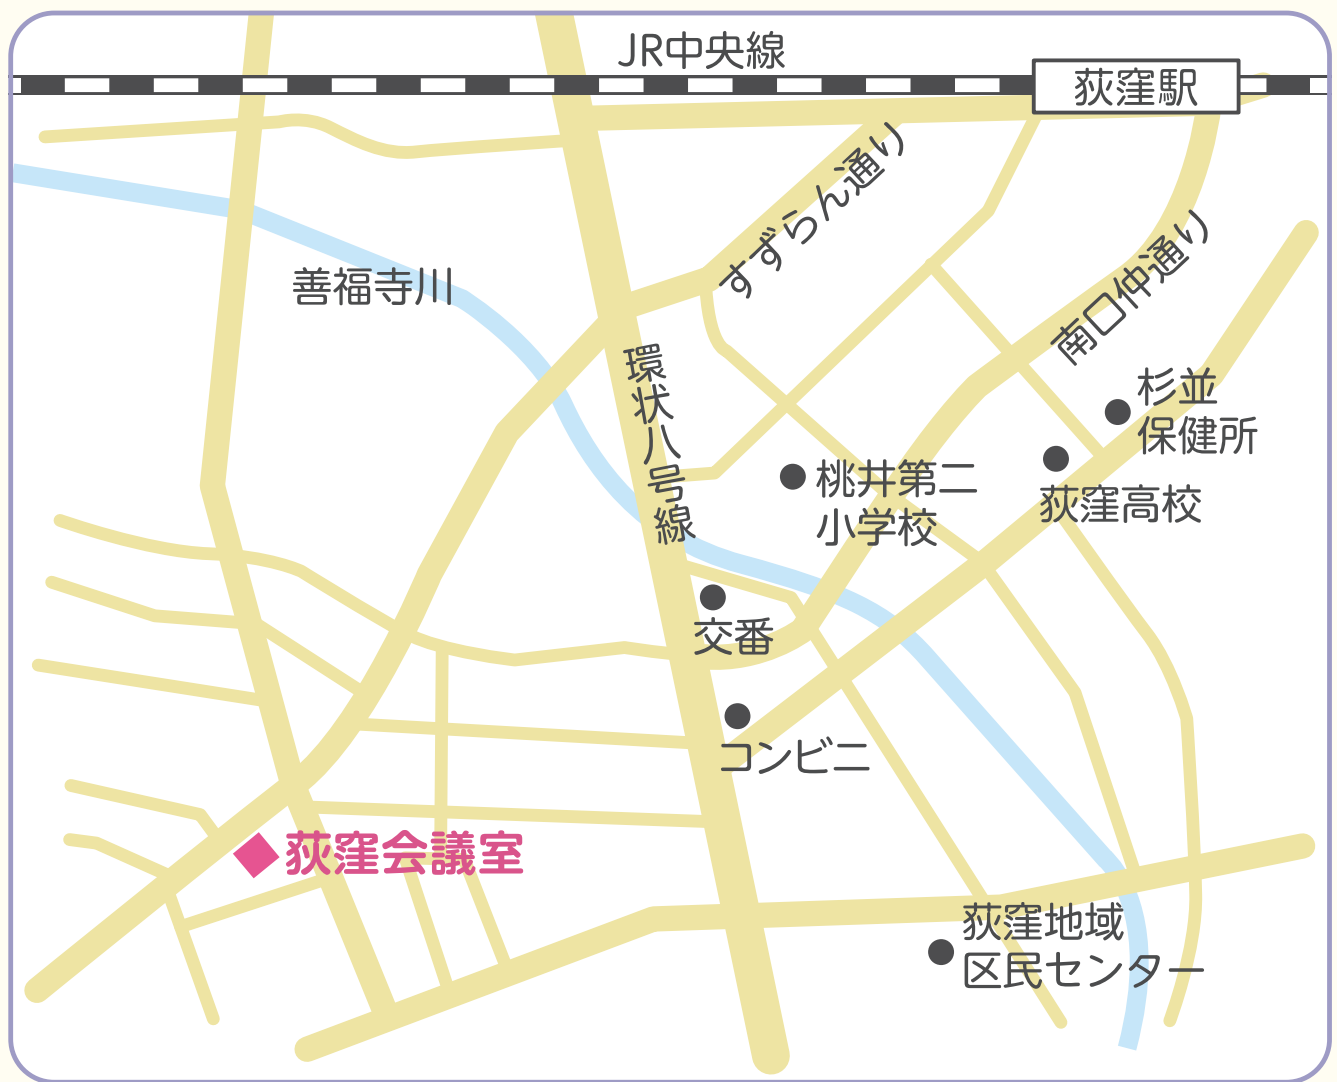 JR中央線
荻窪駅
すずらん通り
南口仲通り
善福寺川
環状八号線
杉並
保健所
荻窪高校
桃井第二
小学校
交番
コンビニ
荻窪会議室
荻窪地域
区民センター